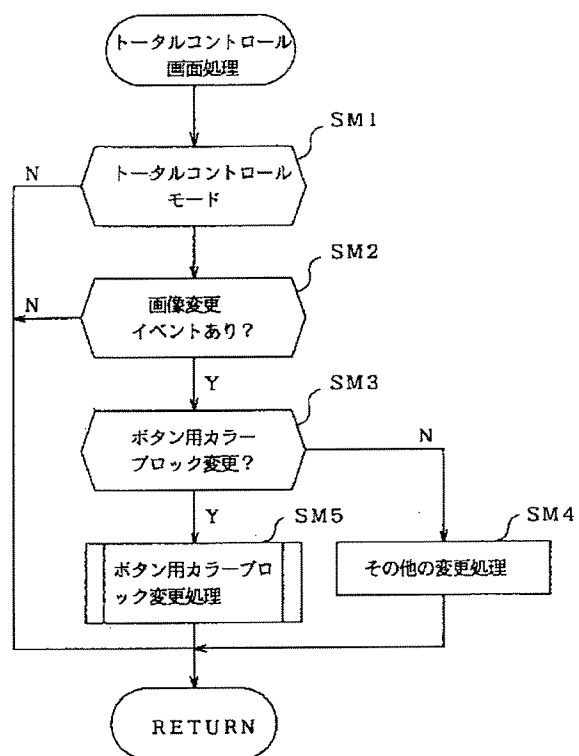 トータルコントロール
画面処理
SM1
N
トータルコントロール
モード
SM2
N
画像変更
イベントあり？
Y
SM3
ボタン用カラー
ブロック変更？
N
Y
SM5
SM4
ボタン用カラーブロ
ック変更処理
その他の変更処理
RETURN